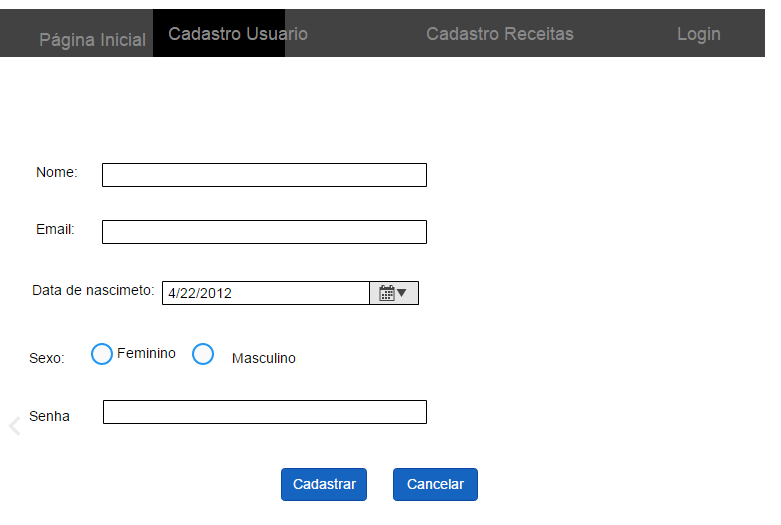 Página Inicial Cadastro Usuario Cadastro Receitas Login
Nome:
Email:
Data de nascimeto: 4/22/2012
Sexo: Feminino Masculino
Senha
Cadastrar Cancelar